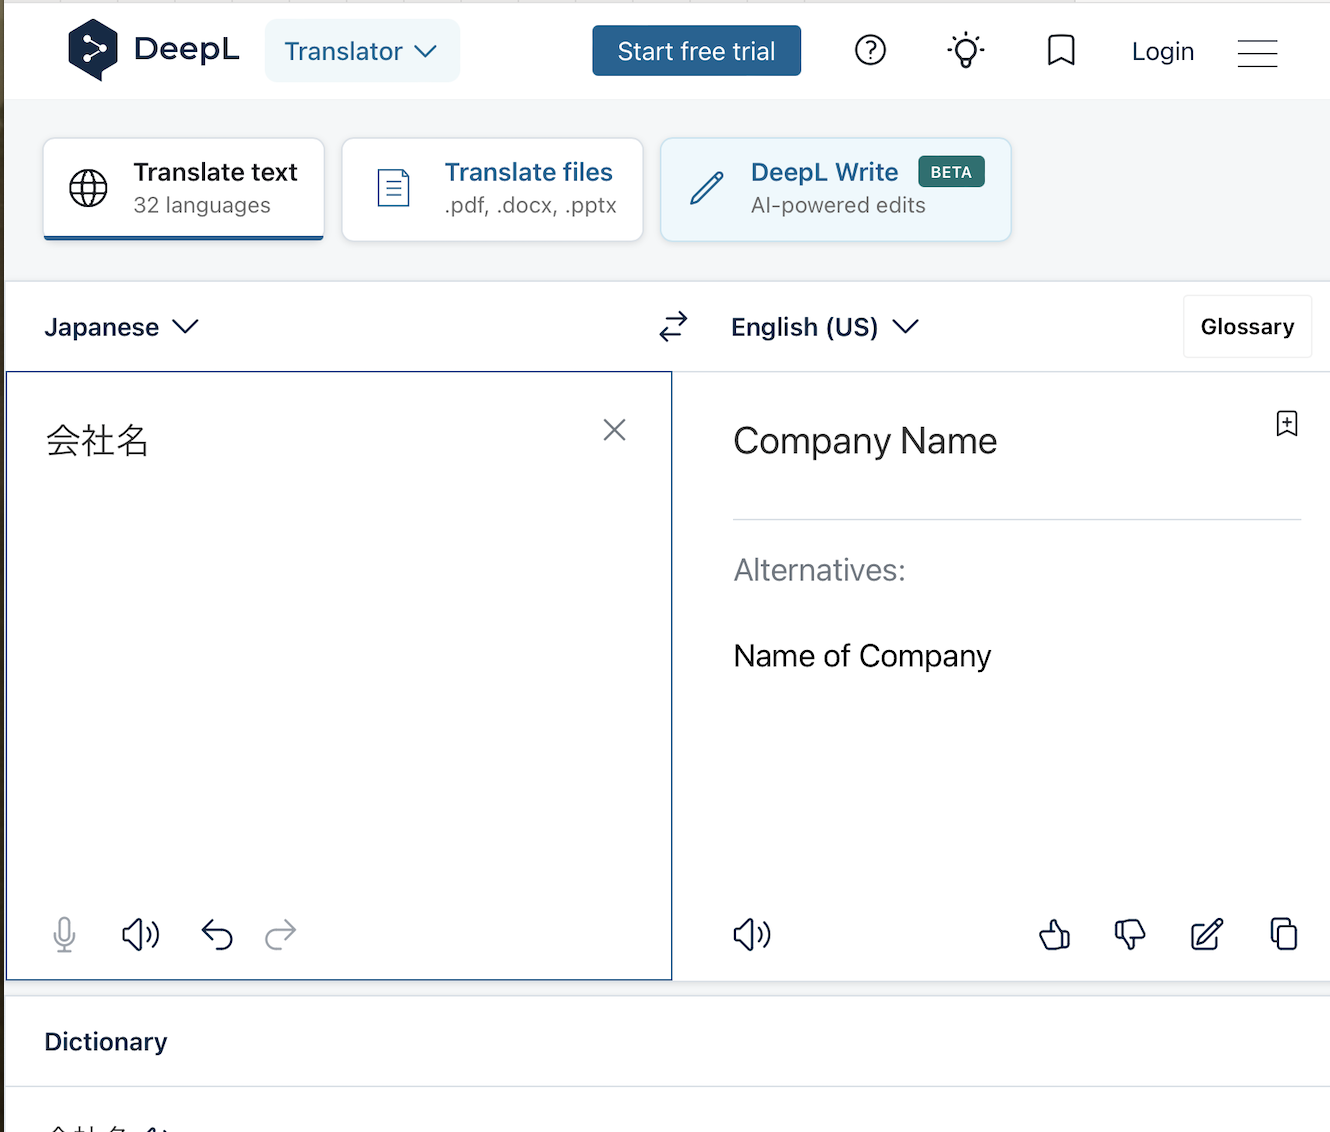 DeepL
Translator
Start free trial
Login
Translate text
32 languages
Translate files
.pdf, .docx, .pptx
DeepL Write BETA
AI-powered edits
Japanese
English (US)
Glossary
会社名
Company Name
Alternatives:
Name of Company
Dictionary